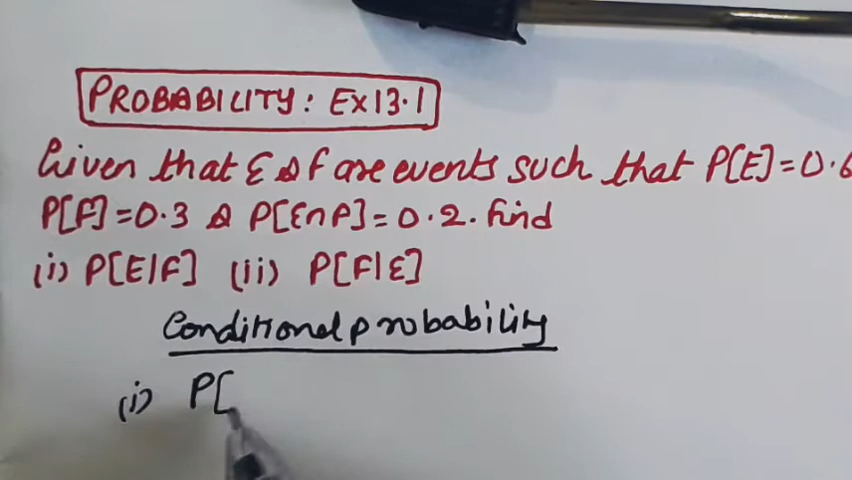 PROBABILITY: EX13.1
Given that E & F are events such that P[E]=0.6
P[F]=0.3 & P[E∩P]=0.2. find
(i) P[E|F] (ii) P[F|E]
Conditional probability
(i) P[